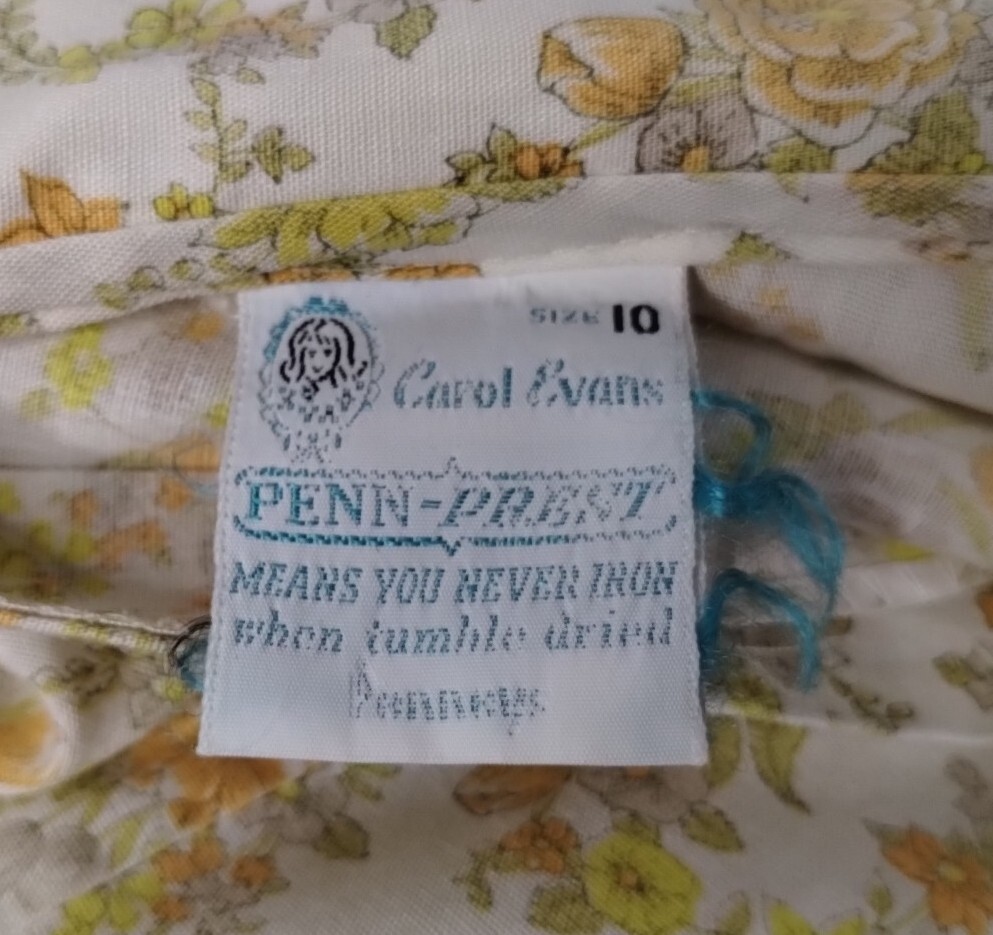 SIZE 10
Carol Evans
PENN-PREST
MEANS YOU NEVER IRON
when tumble dried
Penneys